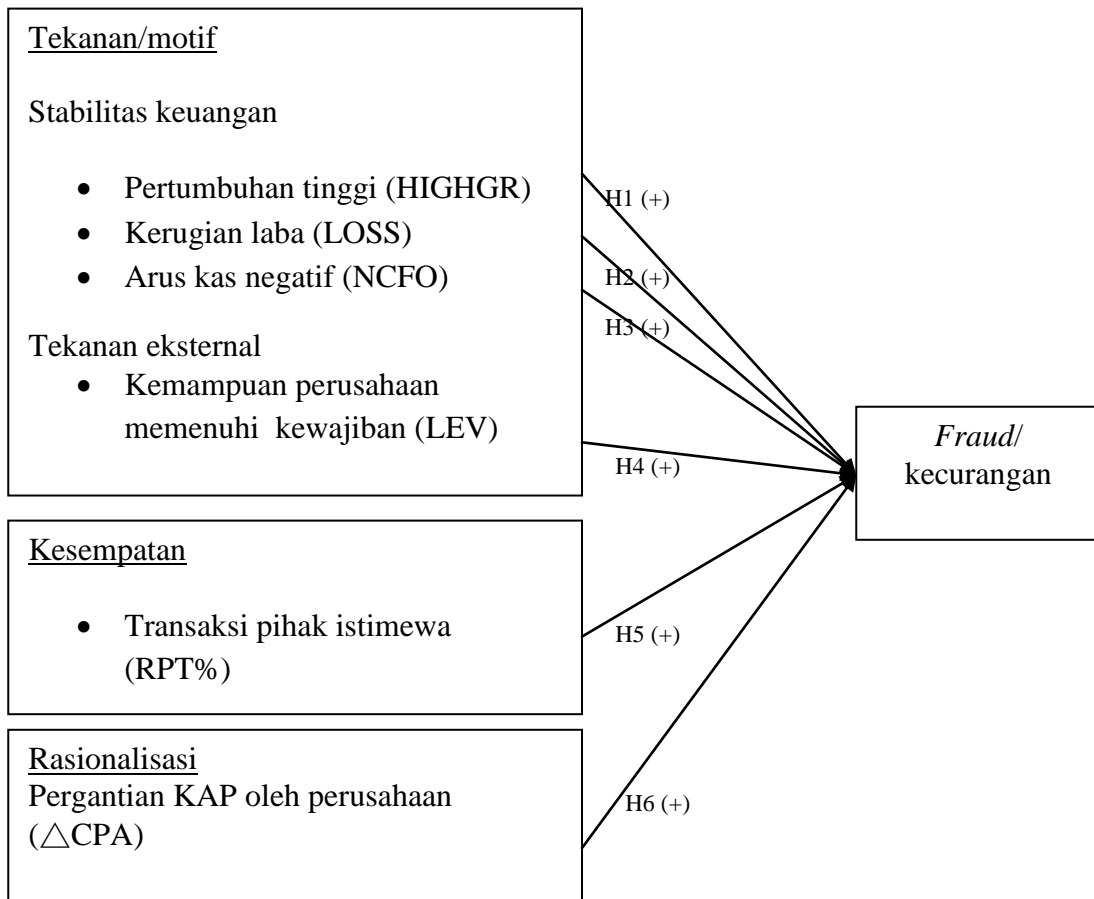 Tekanan/motif
Stabilitas keuangan
• Pertumbuhan tinggi (HIGHGR)
• Kerugian laba (LOSS)
• Arus kas negatif (NCFO)
Tekanan eksternal
• Kemampuan perusahaan
memenuhi kewajiban (LEV)
H1 (+)
H2 (+)
H3 (+)
H4 (+)
Fraud/
kecurangan
Kesempatan
• Transaksi pihak istimewa
(RPT%)
H5 (+)
Rasionalisasi
Pergantian KAP oleh perusahaan
(△CPA)
H6 (+)